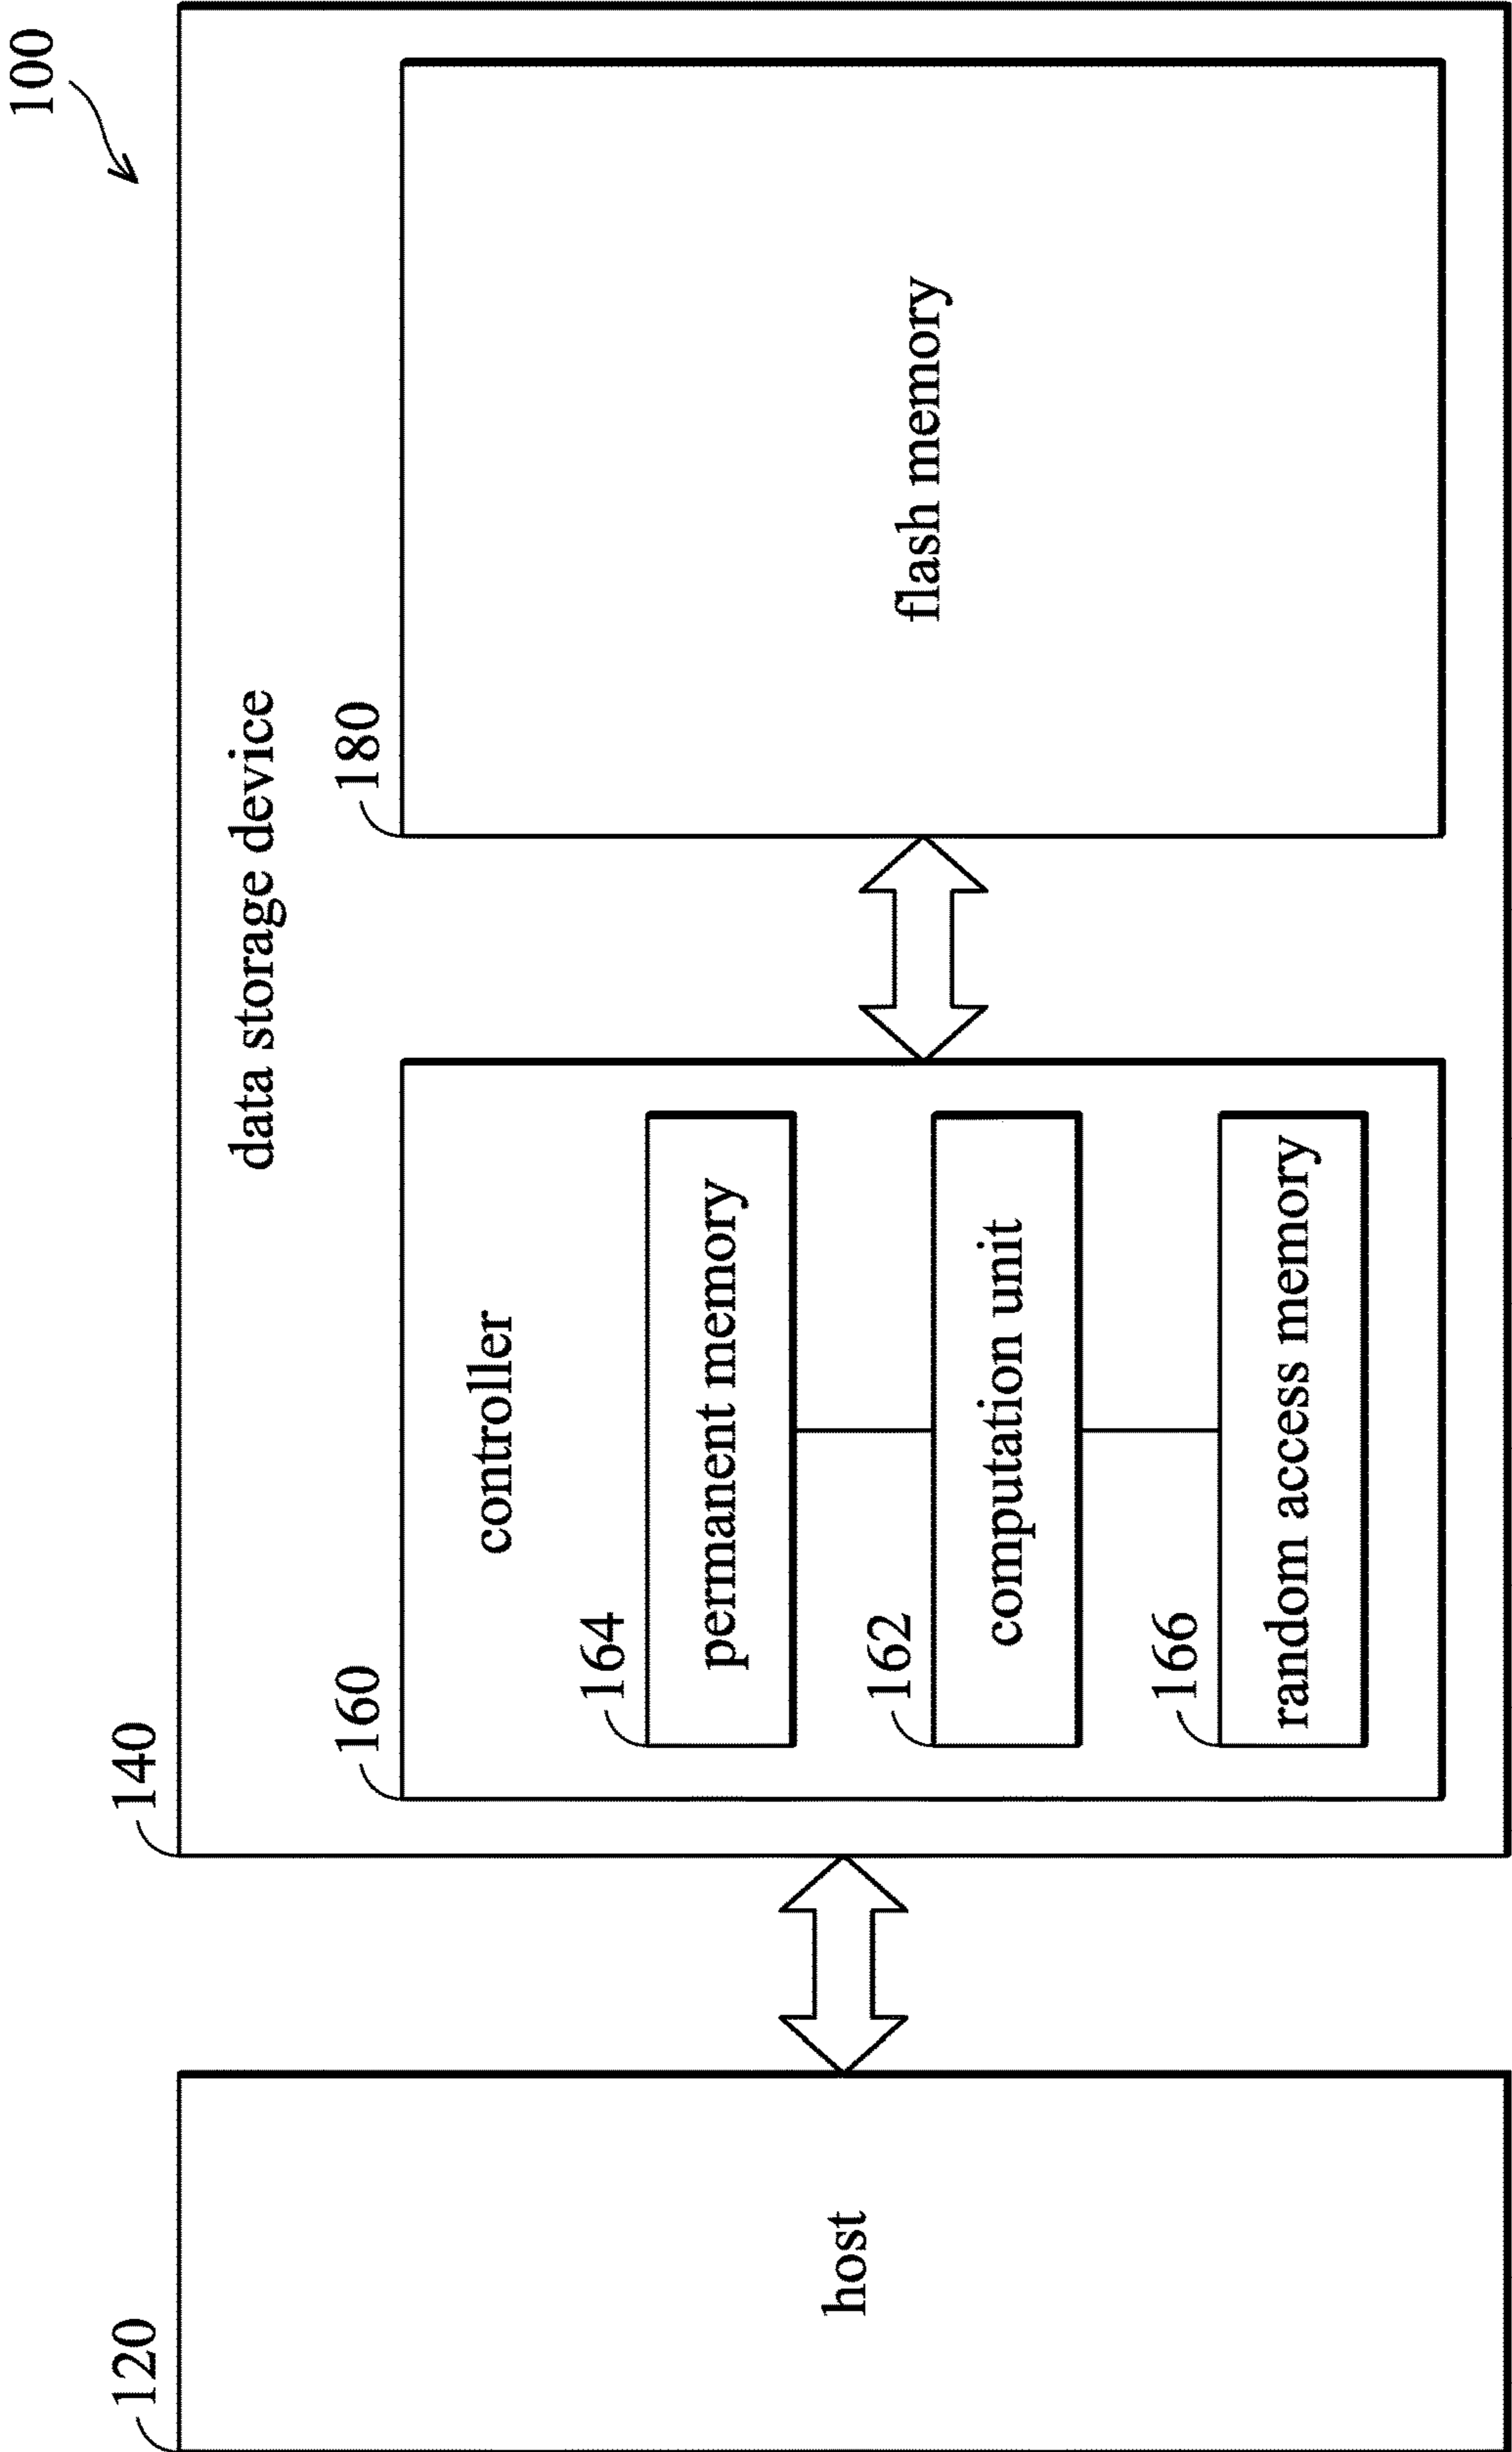 100
120
host
140
data storage device
160
controller
164
permanent memory
162
computation unit
166
random access memory
180
flash memory